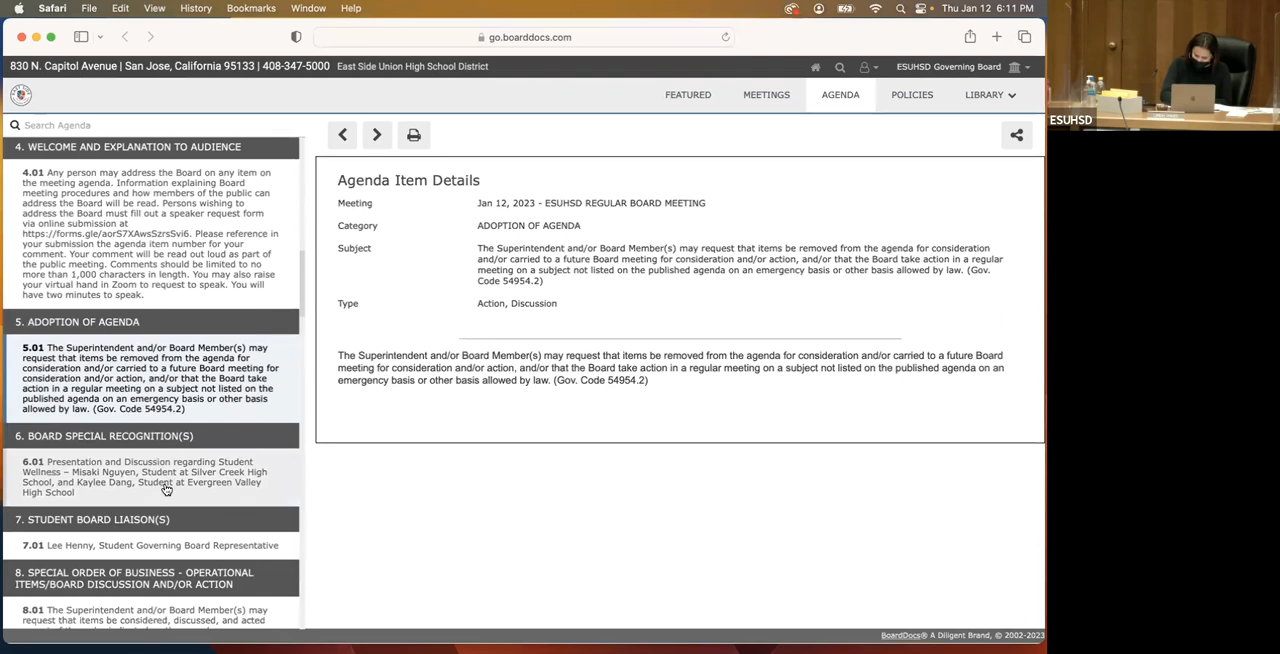 Safari File Edit View History Bookmarks Window Help Thu Jan 12 6:11 PM
go.boarddocs.com
830 N. Capitol Avenue | San Jose, California 95133 | 408-347-5000 East Side Union High School District ESUHSD Governing Board
FEATURED MEETINGS AGENDA POLICIES LIBRARY
Search Agenda
4. WELCOME AND EXPLANATION TO AUDIENCE
4.01 Any person may address the Board on any item on
the meeting agenda. Information explaining Board
meeting procedures and how members of the public can
address the Board will be read. Persons wishing to
address the Board must fill out a speaker request form
via online submission at
https://forms.gle/aorS7XAwsSzrsSvi6. Please reference in
your submission the agenda item number for your
comment. Your comment will be read out loud as part of
the public meeting. Comments should be limited to no
more than 1,000 characters in length. You may also raise
your virtual hand in Zoom to request to speak. You will
have two minutes to speak.
5. ADOPTION OF AGENDA
5.01 The Superintendent and/or Board Member(s) may
request that items be removed from the agenda for
consideration and/or carried to a future Board meeting for
consideration and/or action, and/or that the Board take
action in a regular meeting on a subject not listed on the
published agenda on an emergency basis or other basis
allowed by law. (Gov. Code 54954.2)
6. BOARD SPECIAL RECOGNITION(S)
6.01 Presentation and Discussion regarding Student
Wellness – Misaki Nguyen, Student at Silver Creek High
School, and Kaylee Dang, Student at Evergreen Valley
High School
7. STUDENT BOARD LIAISON(S)
7.01 Lee Henny, Student Governing Board Representative
8. SPECIAL ORDER OF BUSINESS - OPERATIONAL
ITEMS/BOARD DISCUSSION AND/OR ACTION
8.01 The Superintendent and/or Board Member(s) may
request that items be considered, discussed, and acted
Agenda Item Details
Meeting Jan 12, 2023 - ESUHSD REGULAR BOARD MEETING
Category ADOPTION OF AGENDA
Subject The Superintendent and/or Board Member(s) may request that items be removed from the agenda for consideration
and/or carried to a future Board meeting for consideration and/or action, and/or that the Board take action in a regular
meeting on a subject not listed on the published agenda on an emergency basis or other basis allowed by law. (Gov.
Code 54954.2)
Type Action, Discussion
The Superintendent and/or Board Member(s) may request that items be removed from the agenda for consideration and/or carried to a future Board
meeting for consideration and/or action, and/or that the Board take action in a regular meeting on a subject not listed on the published agenda on an
emergency basis or other basis allowed by law. (Gov. Code 54954.2)
BoardDocs® A Diligent Brand, © 2002-2023
ESUHSD